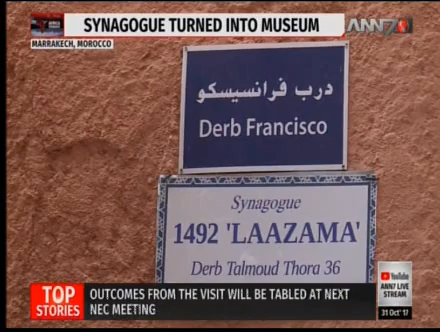 SYNAGOGUE TURNED INTO MUSEUM
ANN7
MARRAKECH, MOROCCO
درب فرانسيسكو
Derb Francisco
Synagogue
1492 'LAAZAMA'
Derb Talmoud Thora 36
TOP STORIES
OUTCOMES FROM THE VISIT WILL BE TABLED AT NEXT
NEC MEETING
YouTube
ANN7 LIVE
STREAM
31 Oct '17